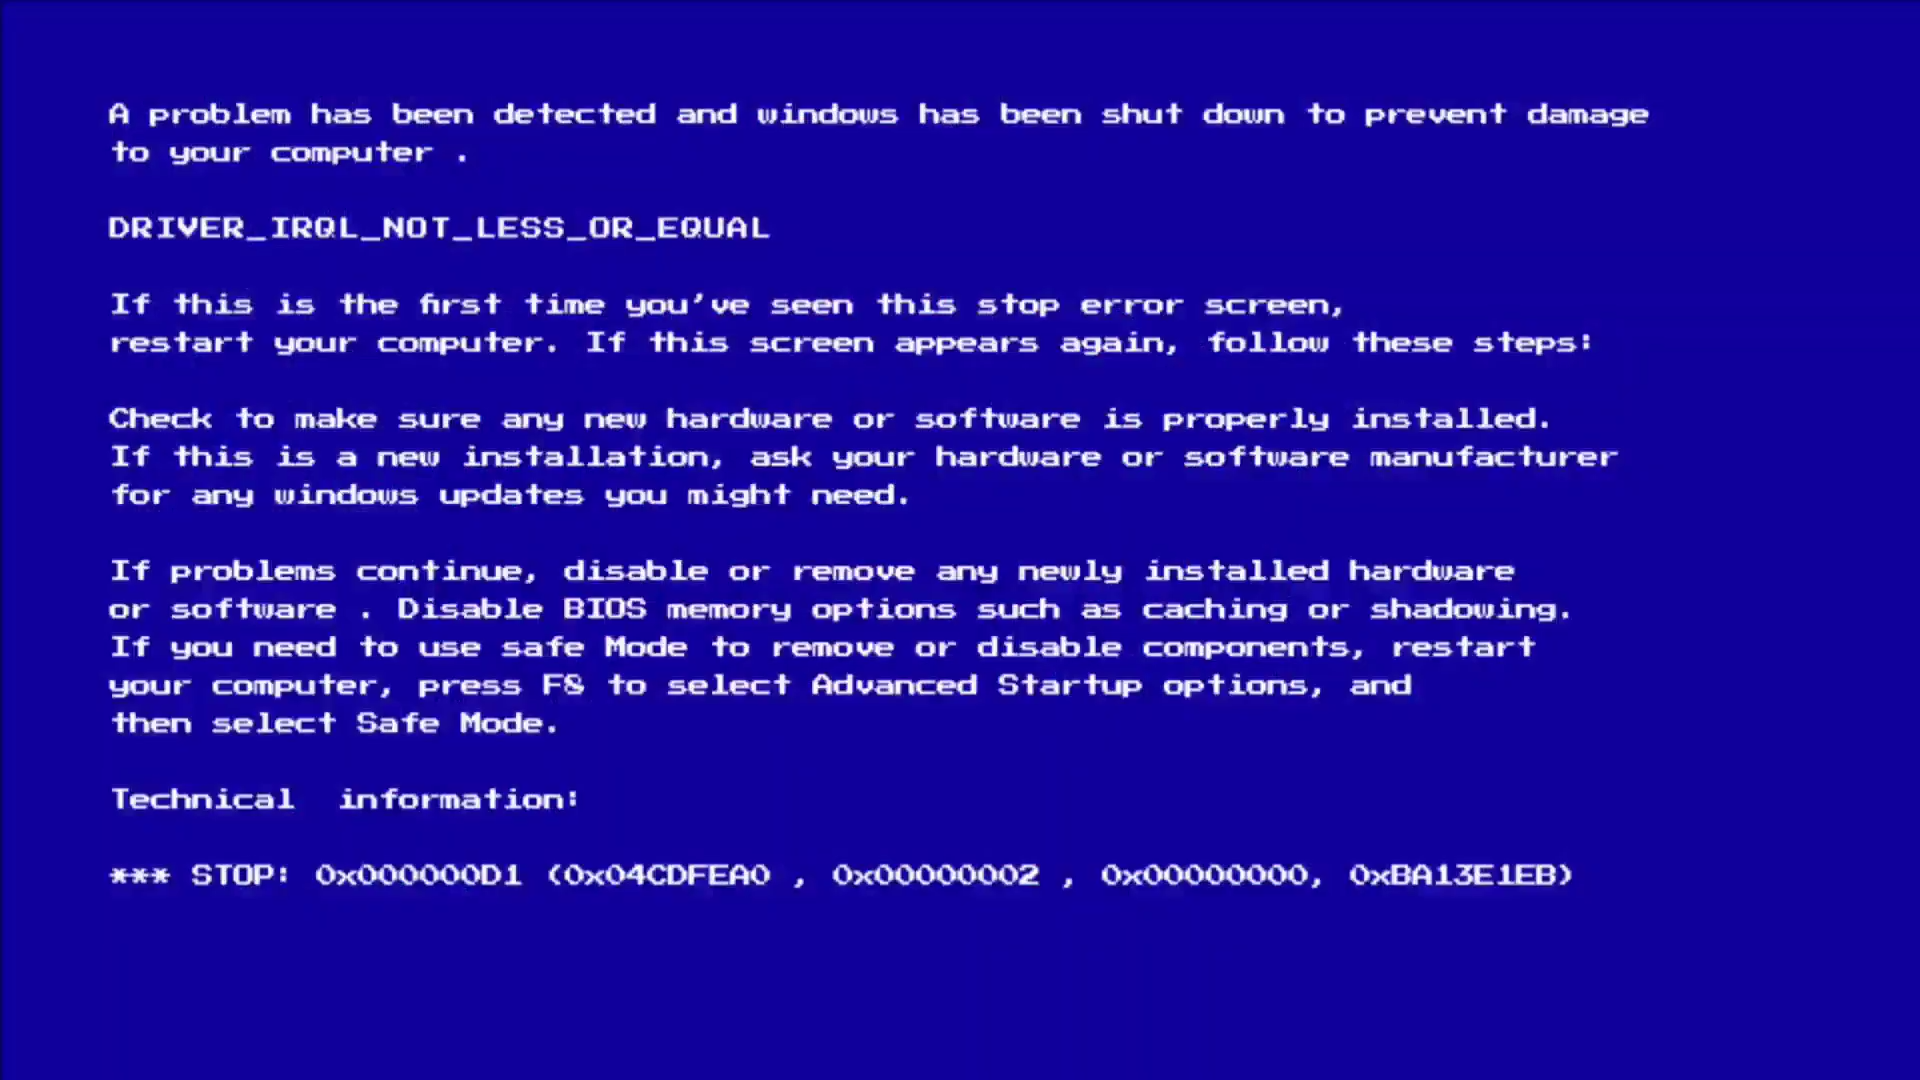 A problem has been detected and windows has been shut down to prevent damage
to your computer .
DRIVER_IRQL_NOT_LESS_OR_EQUAL
If this is the first time you've seen this stop error screen,
restart your computer. If this screen appears again, follow these steps:
Check to make sure any new hardware or software is properly installed.
If this is a new installation, ask your hardware or software manufacturer
for any windows updates you might need.
If problems continue, disable or remove any newly installed hardware
or software . Disable BIOS memory options such as caching or shadowing.
If you need to use safe Mode to remove or disable components, restart
your computer, press F& to select Advanced Startup options, and
then select Safe Mode.
Technical  information:
*** STOP: 0x000000D1 (0x04CDFEA0 , 0x00000002 , 0x00000000, 0xBA13E1EB)